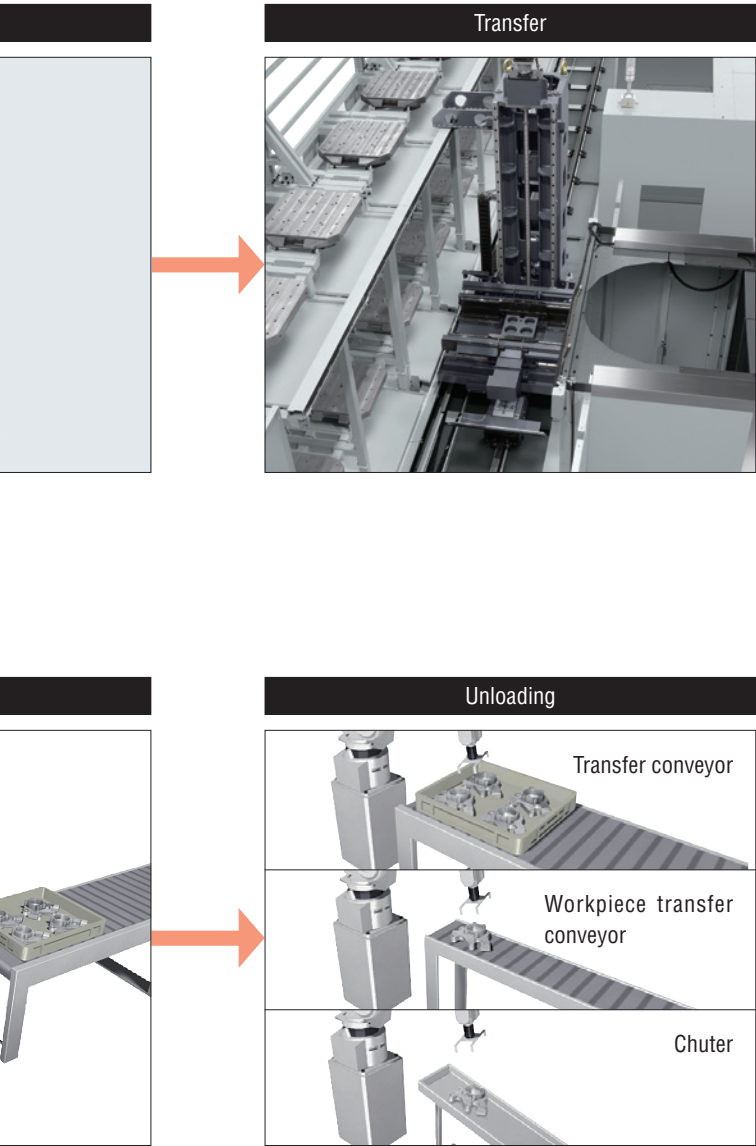 Transfer
Unloading
Transfer conveyor
Workpiece transfer
conveyor
Chuter